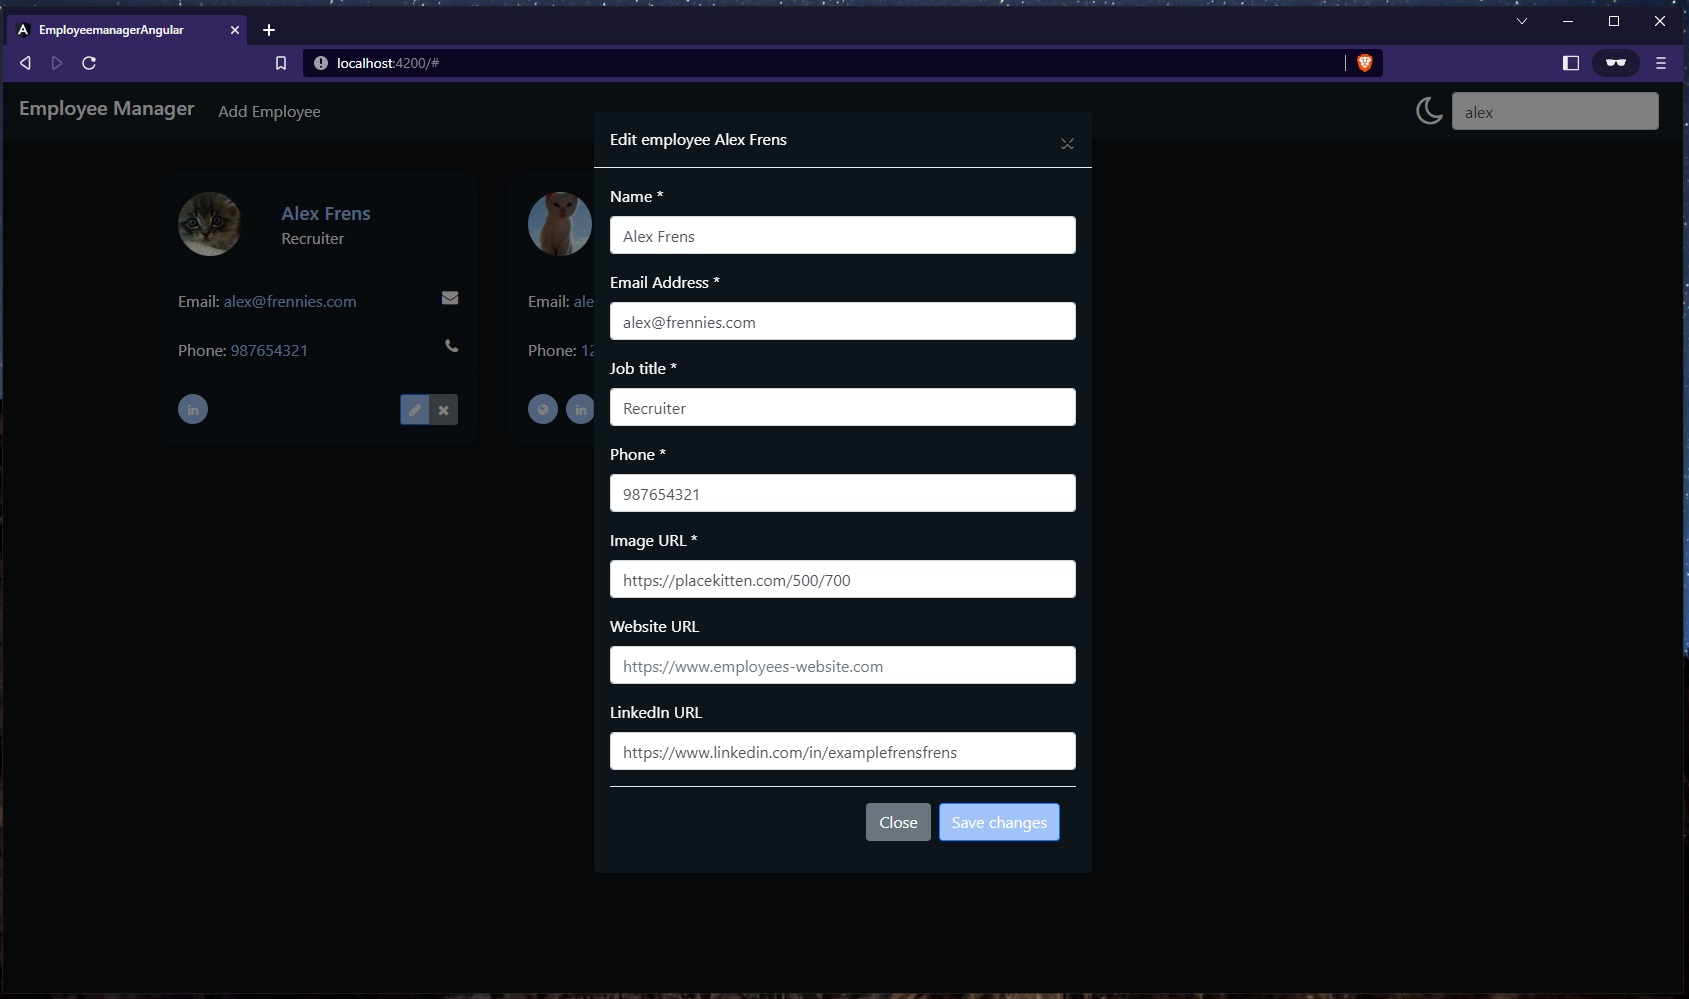 EmployeemanagerAngular
localhost:4200/#
Employee Manager
Add Employee
alex
Alex Frens
Recruiter
Email: alex@frennies.com
Phone: 987654321
in
Email: ale
Phone: 12
in
Edit employee Alex Frens
Name *
Alex Frens
Email Address *
alex@frennies.com
Job title *
Recruiter
Phone *
987654321
Image URL *
https://placekitten.com/500/700
Website URL
https://www.employees-website.com
LinkedIn URL
https://www.linkedin.com/in/examplefrensfrens
Close
Save changes